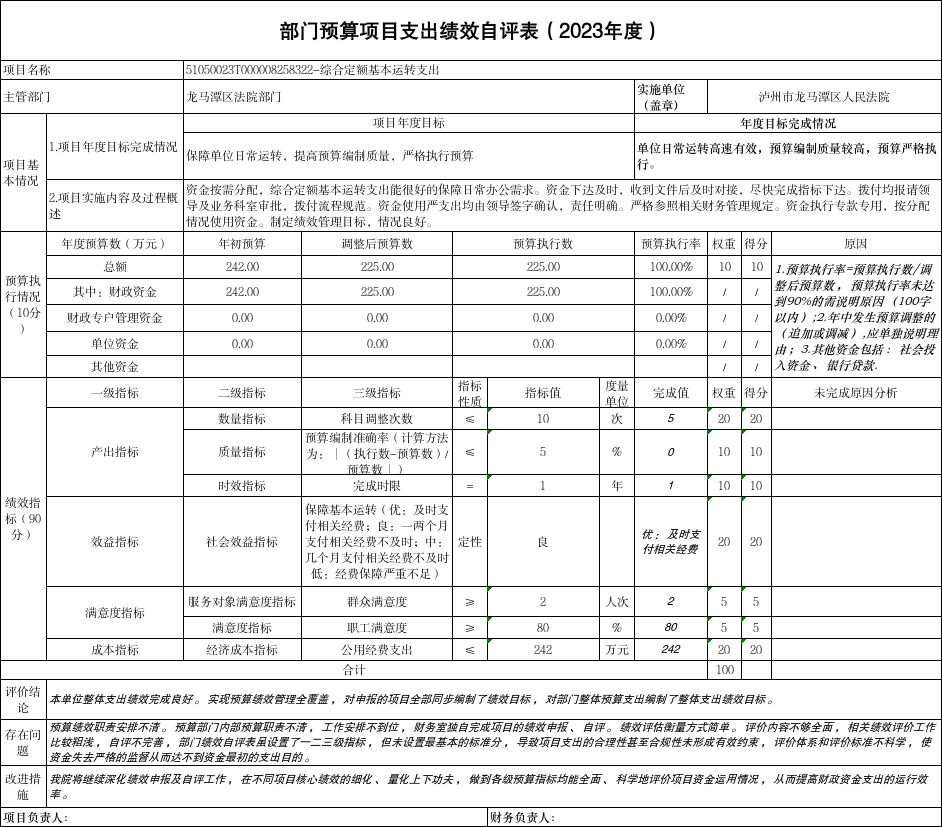 部门预算项目支出绩效自评表（2023年度）
项目名称 51050023T000008258322-综合定额基本运转支出
主管部门 龙马潭区法院部门 实施单位（盖章） 泸州市龙马潭区人民法院
项目基本情况
1.项目年度目标完成情况
项目年度目标 年度目标完成情况
保障单位日常运转，提高预算编制质量，严格执行预算
单位日常运转高速有效，预算编制质量较高，预算严格执
行。
2.项目实施内容及过程概
述
资金按需分配，综合定额基本运转支出能很好的保障日常办公需求。资金下达及时，收到文件后及时对接，尽快完成指标下达。拨付均报请领
导及业务科室审批，拨付流程规范。资金使用严支出均由领导签字确认，责任明确。严格参照相关财务管理规定。资金执行专款专用，按分配
情况使用资金。制定绩效管理目标，情况良好。
预算执行情况（10分）
年度预算数（万元） 年初预算 调整后预算数 预算执行数 预算执行率 权重 得分 原因
总额 242.00 225.00 225.00 100.00% 10 10
其中：财政资金 242.00 225.00 225.00 100.00% / /
财政专户管理资金 0.00 0.00 0.00 0.00% / /
单位资金 0.00 0.00 0.00 0.00% / /
其他资金 / /
1.预算执行率=预算执行数/调
整后预算数，预算执行率未达
到90%的需说明原因（100字
以内）;2.年中发生预算调整的
（追加或调减）,应单独说明理
由；3.其他资金包括：社会投
入资金、银行贷款.
绩效指标（90分）
一级指标 二级指标 三级指标 指标性质 指标值 度量单位 完成值 权重 得分 未完成原因分析
产出指标
数量指标 科目调整次数 ≤ 10 次 5 20 20
质量指标 预算编制准确率（计算方法为：｜（执行数-预算数）/预算数｜） ≤ 5 % 0 10 10
时效指标 完成时限 = 1 年 1 10 10
效益指标 社会效益指标 保障基本运转（优：及时支付相关经费；良：一两个月支付相关经费不及时；中：几个月支付相关经费不及时低：经费保障严重不足） 定性 良 优：及时支付相关经费 20 20
满意度指标
服务对象满意度指标 群众满意度 ≥ 2 人次 2 5 5
满意度指标 职工满意度 ≥ 80 % 80 5 5
成本指标 经济成本指标 公用经费支出 ≤ 242 万元 242 20 20
合计 100
评价结论
本单位整体支出绩效完成良好。实现预算绩效管理全覆盖，对申报的项目全部同步编制了绩效目标，对部门整体预算支出编制了整体支出绩效目标。
存在问题
预算绩效职责安排不清。预算部门内部预算职责不清，工作安排不到位，财务室独自完成项目的绩效申报、自评。绩效评估衡量方式简单。评价内容不够全面，相关绩效评价工作
比较粗浅，自评不完善，部门绩效自评表虽设置了一二三级指标，但未设置最基本的标准分，导致项目支出的合理性甚至合规性未形成有效约束，评价体系和评价标准不科学，使
资金失去严格的监督从而达不到资金最初的支出目的。
改进措施
我院将继续深化绩效申报及自评工作，在不同项目核心绩效的细化、量化上下功夫，做到各级预算指标均能全面、科学地评价项目资金运用情况，从而提高财政资金支出的运行效
率。
项目负责人： 财务负责人：